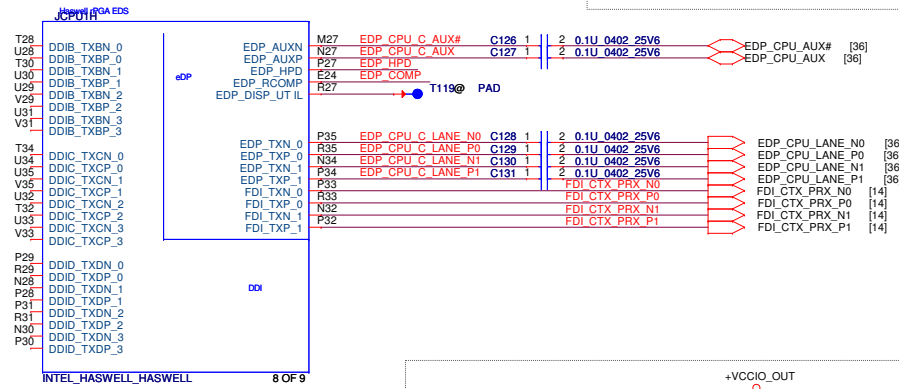 Haswell rPGA EDS
JCPU1H
T28 DDIB_TXBN_0
U28 DDIB_TXBP_0
T30 DDIB_TXBN_1
U30 DDIB_TXBP_1
U29 DDIB_TXBN_2
V29 DDIB_TXBP_2
U31 DDIB_TXBN_3
V31 DDIB_TXBP_3
T34 DDIC_TXCN_0
U34 DDIC_TXCP_0
U35 DDIC_TXCN_1
V35 DDIC_TXCP_1
U32 DDIC_TXCN_2
T32 DDIC_TXCP_2
U33 DDIC_TXCN_3
V33 DDIC_TXCP_3
P29 DDID_TXDN_0
R29 DDID_TXDP_0
N28 DDID_TXDN_1
P28 DDID_TXDP_1
P31 DDID_TXDN_2
R31 DDID_TXDP_2
N30 DDID_TXDN_3
P30 DDID_TXDP_3
eDP
DDI
EDP_AUXN M27 EDP_CPU_C_AUX# C126 1 2 0.1U_0402_25V6 EDP_CPU_AUX# [36]
EDP_AUXP N27 EDP_CPU_C_AUX C127 1 2 0.1U_0402_25V6 EDP_CPU_AUX [36]
EDP_HPD P27 EDP_HPD
EDP_RCOMP E24 EDP_COMP
EDP_DISP_UT IL R27 T119@ PAD
EDP_TXN_0 P35 EDP_CPU_C_LANE_N0 C128 1 2 0.1U_0402_25V6 EDP_CPU_LANE_N0 [36
EDP_TXP_0 R35 EDP_CPU_C_LANE_P0 C129 1 2 0.1U_0402_25V6 EDP_CPU_LANE_P0 [36
EDP_TXN_1 N34 EDP_CPU_C_LANE_N1 C130 1 2 0.1U_0402_25V6 EDP_CPU_LANE_N1 [36
EDP_TXP_1 P34 EDP_CPU_C_LANE_P1 C131 1 2 0.1U_0402_25V6 EDP_CPU_LANE_P1 [36
FDI_TXN_0 P33 FDI_CTX_PRX_N0 FDI_CTX_PRX_N0 [14]
FDI_TXP_0 R33 FDI_CTX_PRX_P0 FDI_CTX_PRX_P0 [14]
FDI_TXN_1 N32 FDI_CTX_PRX_N1 FDI_CTX_PRX_N1 [14]
FDI_TXP_1 P32 FDI_CTX_PRX_P1 FDI_CTX_PRX_P1 [14]
INTEL_HASWELL_HASWELL 8 OF 9
+VCCIO_OUT